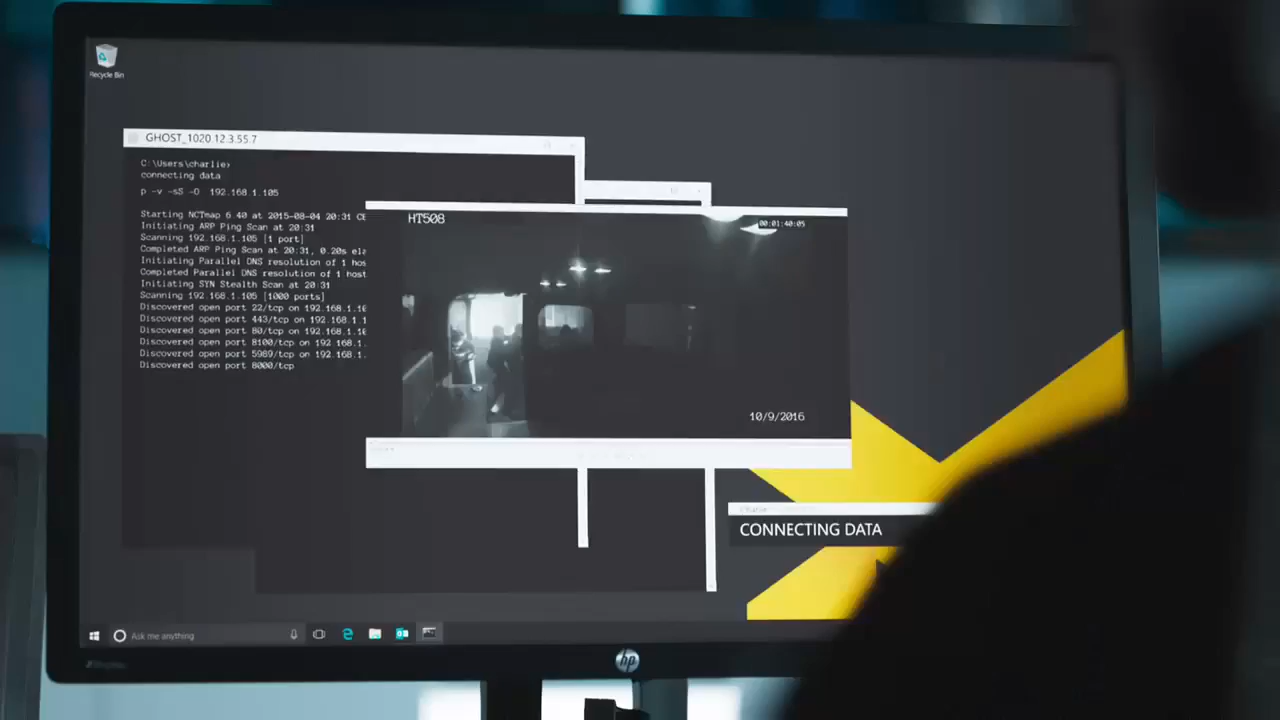 Recycle Bin
GHOST_1020.12.3.55.7
C:\Users\charlie>
connecting data
p -v -sS -O 192.168.1.105
Starting NCTmap 6.40 at 2015-08-04 20:31 CE
Initiating ARP Ping Scan at 20:31
Scanning 192.168.1.105 [1 port]
Completed ARP Ping Scan at 20:31, 0.20s ela
Initiating Parallel DNS resolution of 1 hos
Completed Parallel DNS resolution of 1 host
Initiating SYN Stealth Scan at 20:31
Scanning 192.168.1.105 [1000 ports]
Discovered open port 22/tcp on 192.168.1.10
Discovered open port 443/tcp on 192.168.1.1
Discovered open port 80/tcp on 192.168.1.10
Discovered open port 8100/tcp on 192.168.1.
Discovered open port 5989/tcp on 192.168.1.
Discovered open port 8000/tcp
HT508
00:01:40:05
10/9/2016
CONNECTING DATA
Ask me anything
hp